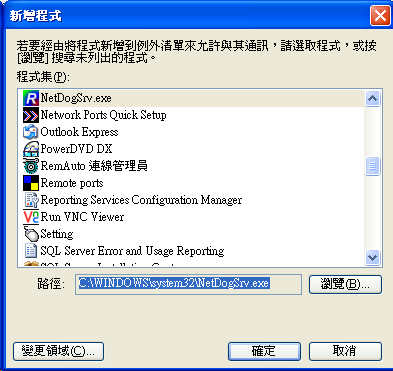 新增程式
若要經由將程式新增到例外清單來允許與其通訊，請選取程式，或按
[瀏覽] 搜尋未列出的程式。
程式集(P):
NetDogSrv.exe
Network Ports Quick Setup
Outlook Express
PowerDVD DX
RemAuto 連線管理員
Remote ports
Reporting Services Configuration Manager
Run VNC Viewer
Setting
SQL Server Error and Usage Reporting
路徑:
C:\WINDOWS\system32\NetDogSrv.exe
瀏覽(B)...
變更領域(C)...
確定
取消